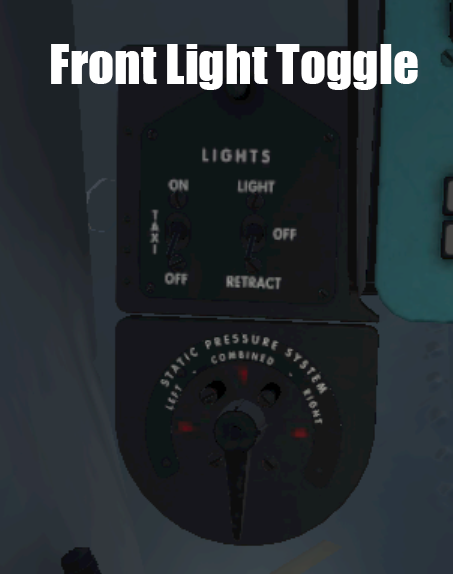 Front Light Toggle
LIGHTS
ON LIGHT
TAXI
OFF
OFF RETRACT
STATIC PRESSURE SYSTEM
LEFT - COMBINED - RIGHT